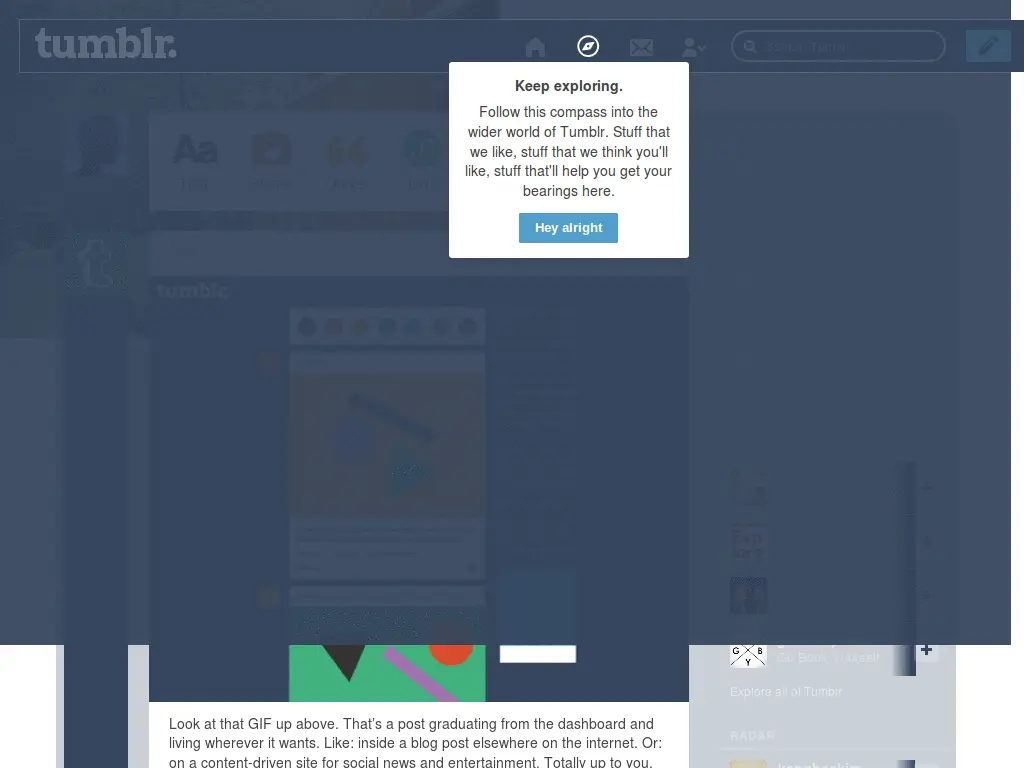 tumblr.
Search Tumblr
Keep exploring.
Follow this compass into the
wider world of Tumblr. Stuff that
we like, stuff that we think you'll
like, stuff that'll help you get your
bearings here.
Hey alright
Aa
Text
Photo
Quote
Link
tumblr
G B
Y
Go Book Yourself
Explore all of Tumblr
RADAR
Look at that GIF up above. That's a post graduating from the dashboard and
living wherever it wants. Like: inside a blog post elsewhere on the internet. Or:
on a content-driven site for social news and entertainment. Totally up to you.